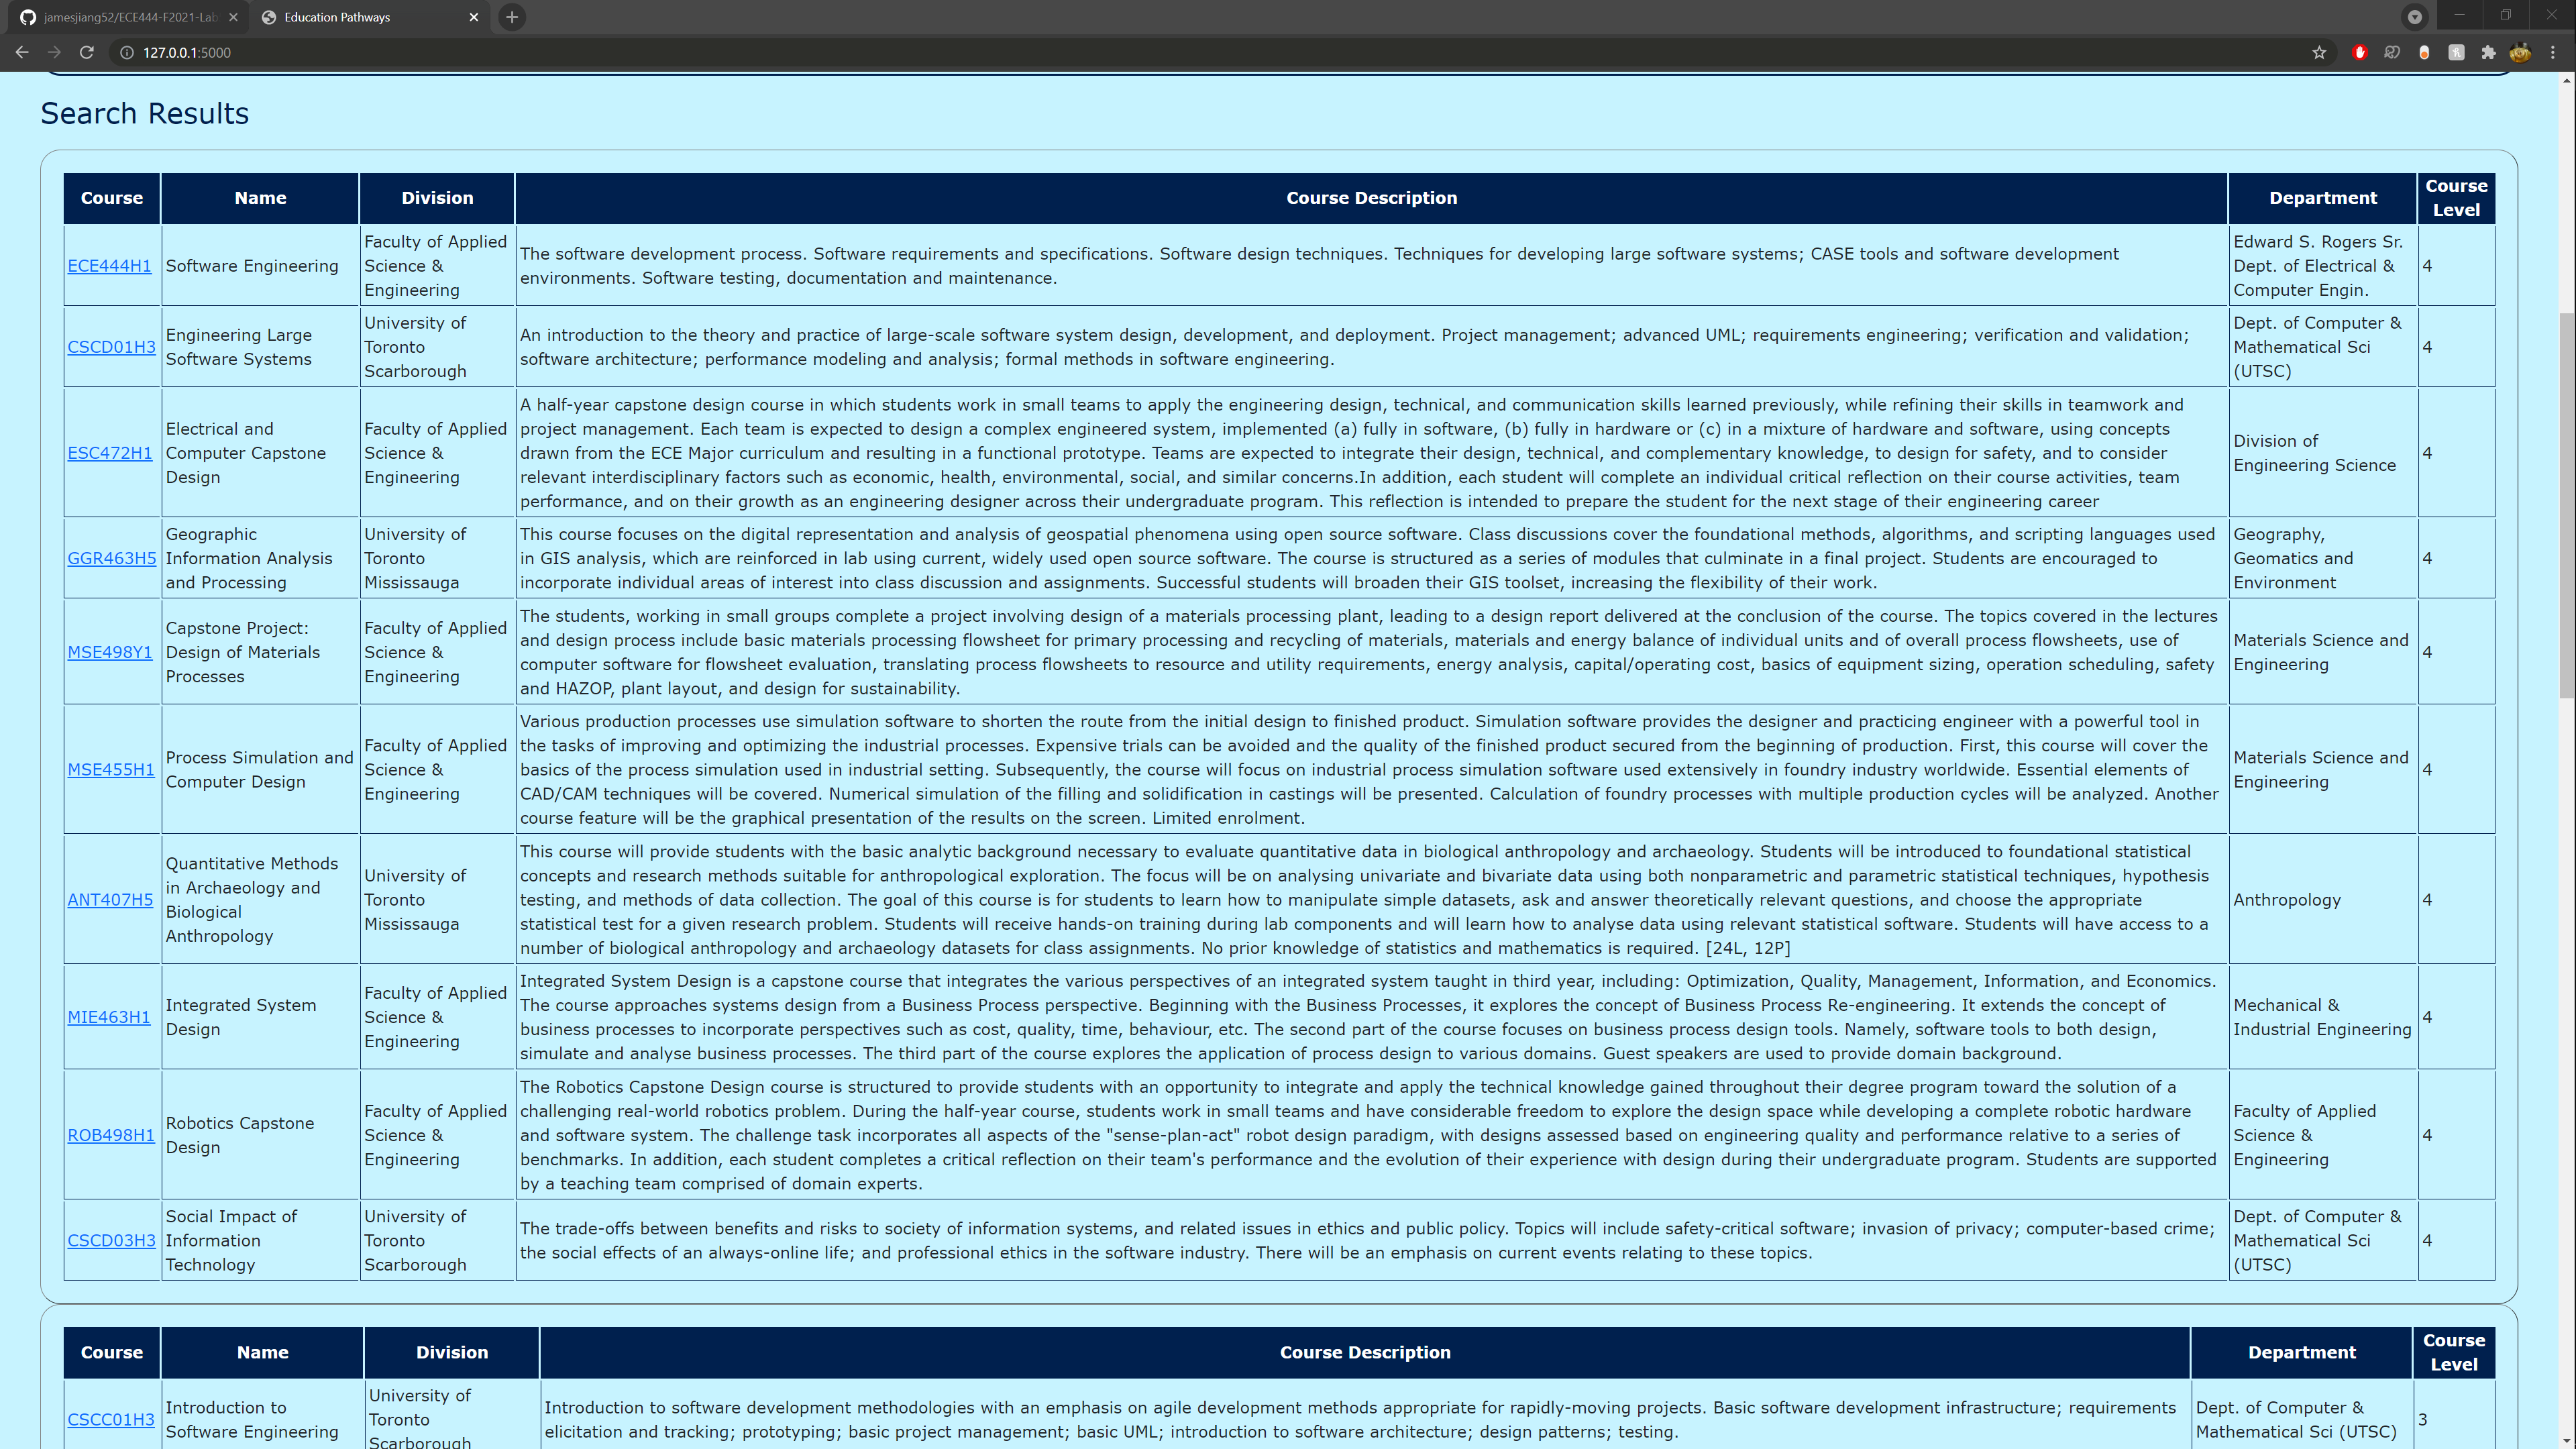 jamesjiang52/ECE444-F2021-Lab
Education Pathways
127.0.0.1:5000
Search Results
Course Name Division Course Description Department Course Level
ECE444H1
Software Engineering
Faculty of Applied
Science &
Engineering
The software development process. Software requirements and specifications. Software design techniques. Techniques for developing large software systems; CASE tools and software development
environments. Software testing, documentation and maintenance.
Edward S. Rogers Sr.
Dept. of Electrical &
Computer Engin.
4
CSCD01H3
Engineering Large
Software Systems
University of
Toronto
Scarborough
An introduction to the theory and practice of large-scale software system design, development, and deployment. Project management; advanced UML; requirements engineering; verification and validation;
software architecture; performance modeling and analysis; formal methods in software engineering.
Dept. of Computer &
Mathematical Sci
(UTSC)
4
ESC472H1
Electrical and
Computer Capstone
Design
Faculty of Applied
Science &
Engineering
A half-year capstone design course in which students work in small teams to apply the engineering design, technical, and communication skills learned previously, while refining their skills in teamwork and
project management. Each team is expected to design a complex engineered system, implemented (a) fully in software, (b) fully in hardware or (c) in a mixture of hardware and software, using concepts
drawn from the ECE Major curriculum and resulting in a functional prototype. Teams are expected to integrate their design, technical, and complementary knowledge, to design for safety, and to consider
relevant interdisciplinary factors such as economic, health, environmental, social, and similar concerns.In addition, each student will complete an individual critical reflection on their course activities, team
performance, and on their growth as an engineering designer across their undergraduate program. This reflection is intended to prepare the student for the next stage of their engineering career
Division of
Engineering Science
4
GGR463H5
Geographic
Information Analysis
and Processing
University of
Toronto
Mississauga
This course focuses on the digital representation and analysis of geospatial phenomena using open source software. Class discussions cover the foundational methods, algorithms, and scripting languages used
in GIS analysis, which are reinforced in lab using current, widely used open source software. The course is structured as a series of modules that culminate in a final project. Students are encouraged to
incorporate individual areas of interest into class discussion and assignments. Successful students will broaden their GIS toolset, increasing the flexibility of their work.
Geography,
Geomatics and
Environment
4
MSE498Y1
Capstone Project:
Design of Materials
Processes
Faculty of Applied
Science &
Engineering
The students, working in small groups complete a project involving design of a materials processing plant, leading to a design report delivered at the conclusion of the course. The topics covered in the lectures
and design process include basic materials processing flowsheet for primary processing and recycling of materials, materials and energy balance of individual units and of overall process flowsheets, use of
computer software for flowsheet evaluation, translating process flowsheets to resource and utility requirements, energy analysis, capital/operating cost, basics of equipment sizing, operation scheduling, safety
and HAZOP, plant layout, and design for sustainability.
Materials Science and
Engineering
4
MSE455H1
Process Simulation and
Computer Design
Faculty of Applied
Science &
Engineering
Various production processes use simulation software to shorten the route from the initial design to finished product. Simulation software provides the designer and practicing engineer with a powerful tool in
the tasks of improving and optimizing the industrial processes. Expensive trials can be avoided and the quality of the finished product secured from the beginning of production. First, this course will cover the
basics of the process simulation used in industrial setting. Subsequently, the course will focus on industrial process simulation software used extensively in foundry industry worldwide. Essential elements of
CAD/CAM techniques will be covered. Numerical simulation of the filling and solidification in castings will be presented. Calculation of foundry processes with multiple production cycles will be analyzed. Another
course feature will be the graphical presentation of the results on the screen. Limited enrolment.
Materials Science and
Engineering
4
ANT407H5
Quantitative Methods
in Archaeology and
Biological
Anthropology
University of
Toronto
Mississauga
This course will provide students with the basic analytic background necessary to evaluate quantitative data in biological anthropology and archaeology. Students will be introduced to foundational statistical
concepts and research methods suitable for anthropological exploration. The focus will be on analysing univariate and bivariate data using both nonparametric and parametric statistical techniques, hypothesis
testing, and methods of data collection. The goal of this course is for students to learn how to manipulate simple datasets, ask and answer theoretically relevant questions, and choose the appropriate
statistical test for a given research problem. Students will receive hands-on training during lab components and will learn how to analyse data using relevant statistical software. Students will have access to a
number of biological anthropology and archaeology datasets for class assignments. No prior knowledge of statistics and mathematics is required. [24L, 12P]
Anthropology
4
MIE463H1
Integrated System
Design
Faculty of Applied
Science &
Engineering
Integrated System Design is a capstone course that integrates the various perspectives of an integrated system taught in third year, including: Optimization, Quality, Management, Information, and Economics.
The course approaches systems design from a Business Process perspective. Beginning with the Business Processes, it explores the concept of Business Process Re-engineering. It extends the concept of
business processes to incorporate perspectives such as cost, quality, time, behaviour, etc. The second part of the course focuses on business process design tools. Namely, software tools to both design,
simulate and analyse business processes. The third part of the course explores the application of process design to various domains. Guest speakers are used to provide domain background.
Mechanical &
Industrial Engineering
4
ROB498H1
Robotics Capstone
Design
Faculty of Applied
Science &
Engineering
The Robotics Capstone Design course is structured to provide students with an opportunity to integrate and apply the technical knowledge gained throughout their degree program toward the solution of a
challenging real-world robotics problem. During the half-year course, students work in small teams and have considerable freedom to explore the design space while developing a complete robotic hardware
and software system. The challenge task incorporates all aspects of the "sense-plan-act" robot design paradigm, with designs assessed based on engineering quality and performance relative to a series of
benchmarks. In addition, each student completes a critical reflection on their team's performance and the evolution of their experience with design during their undergraduate program. Students are supported
by a teaching team comprised of domain experts.
Faculty of Applied
Science &
Engineering
4
CSCD03H3
Social Impact of
Information
Technology
University of
Toronto
Scarborough
The trade-offs between benefits and risks to society of information systems, and related issues in ethics and public policy. Topics will include safety-critical software; invasion of privacy; computer-based crime;
the social effects of an always-online life; and professional ethics in the software industry. There will be an emphasis on current events relating to these topics.
Dept. of Computer &
Mathematical Sci
(UTSC)
4
Course Name Division Course Description Department Course Level
CSCC01H3
Introduction to
Software Engineering
University of
Toronto
Scarborough
Introduction to software development methodologies with an emphasis on agile development methods appropriate for rapidly-moving projects. Basic software development infrastructure; requirements
elicitation and tracking; prototyping; basic project management; basic UML; introduction to software architecture; design patterns; testing.
Dept. of Computer &
Mathematical Sci (UTSC)
3